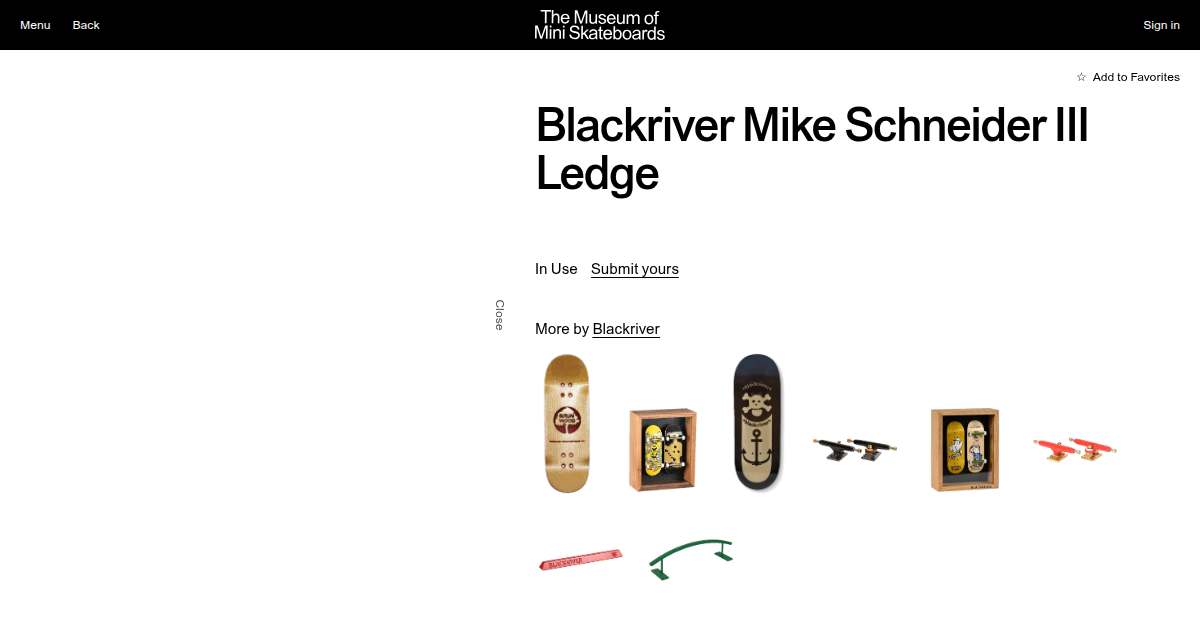 Menu
Back
The Museum of
Mini Skateboards
Sign in
☆ Add to Favorites
Blackriver Mike Schneider III
Ledge
In Use
Submit yours
Close
More by Blackriver